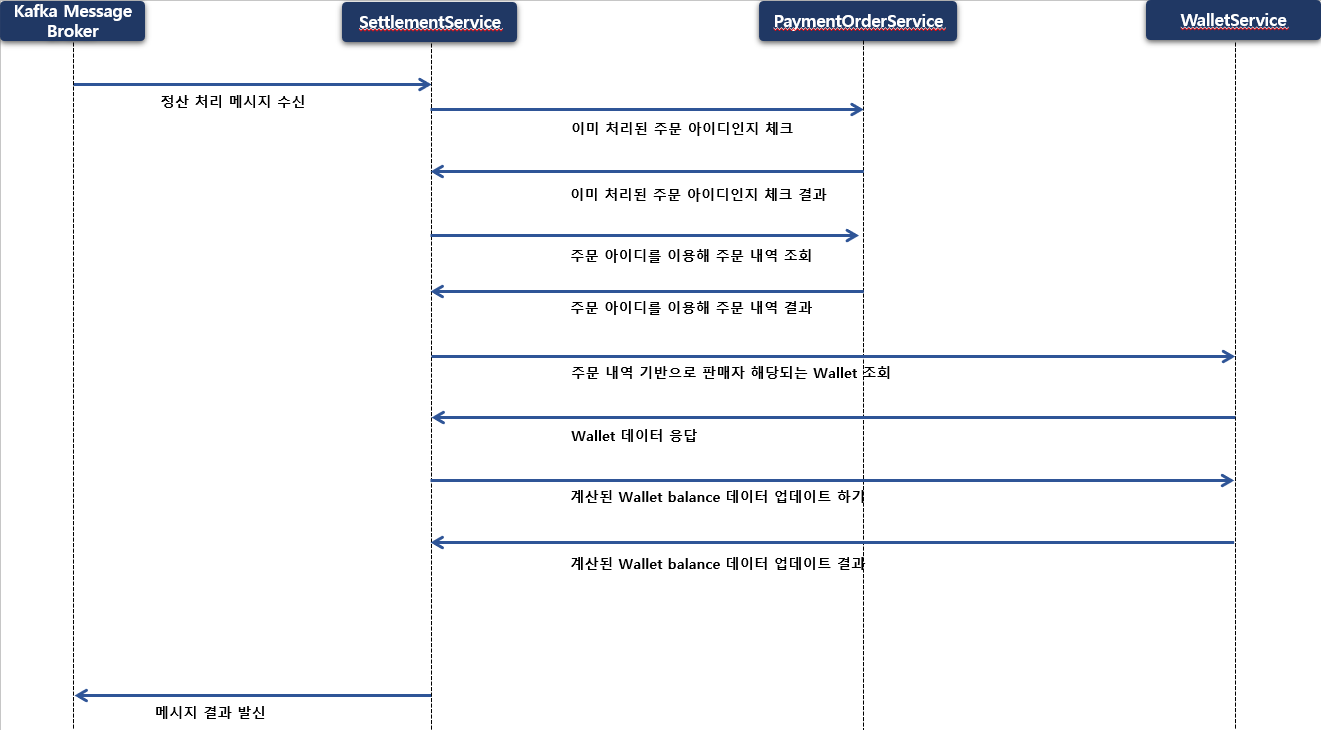 Kafka Message
Broker
SettlementService
PaymentOrderService
WalletService
정산 처리 메시지 수신
이미 처리된 주문 아이디인지 체크
이미 처리된 주문 아이디인지 체크 결과
주문 아이디를 이용해 주문 내역 조회
주문 아이디를 이용해 주문 내역 결과
주문 내역 기반으로 판매자 해당되는 Wallet 조회
Wallet 데이터 응답
계산된 Wallet balance 데이터 업데이트 하기
계산된 Wallet balance 데이터 업데이트 결과
메시지 결과 발신